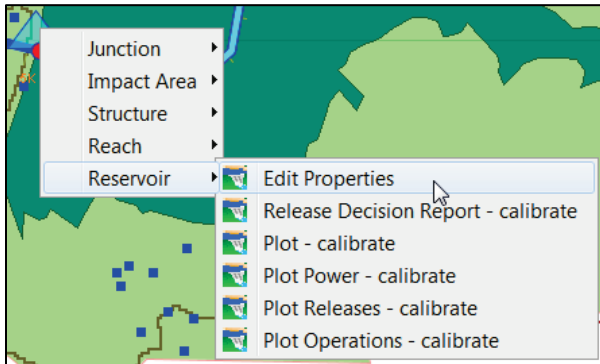 Junction
Impact Area
Structure
Reach
Reservoir
Edit Properties
Release Decision Report - calibrate
Plot - calibrate
Plot Power - calibrate
Plot Releases - calibrate
Plot Operations - calibrate